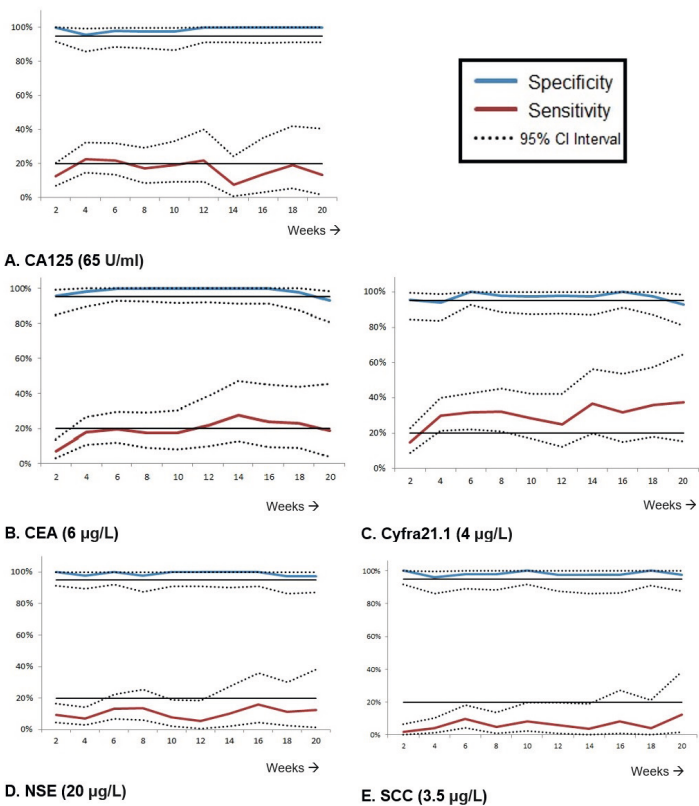 100%
80%
60%
40%
20%
0%
2 4 6 8 10 12 14 16 18 20
Weeks →
Specificity
Sensitivity
95% CI Interval
A. CA125 (65 U/ml)
100%
80%
60%
40%
20%
0%
2 4 6 8 10 12 14 16 18 20
Weeks →
B. CEA (6 µg/L)
100%
80%
60%
40%
20%
0%
2 4 6 8 10 12 14 16 18 20
Weeks →
C. Cyfra21.1 (4 µg/L)
100%
80%
60%
40%
20%
0%
2 4 6 8 10 12 14 16 18 20
Weeks →
D. NSE (20 µg/L)
100%
80%
60%
40%
20%
0%
2 4 6 8 10 12 14 16 18 20
Weeks →
E. SCC (3.5 µg/L)